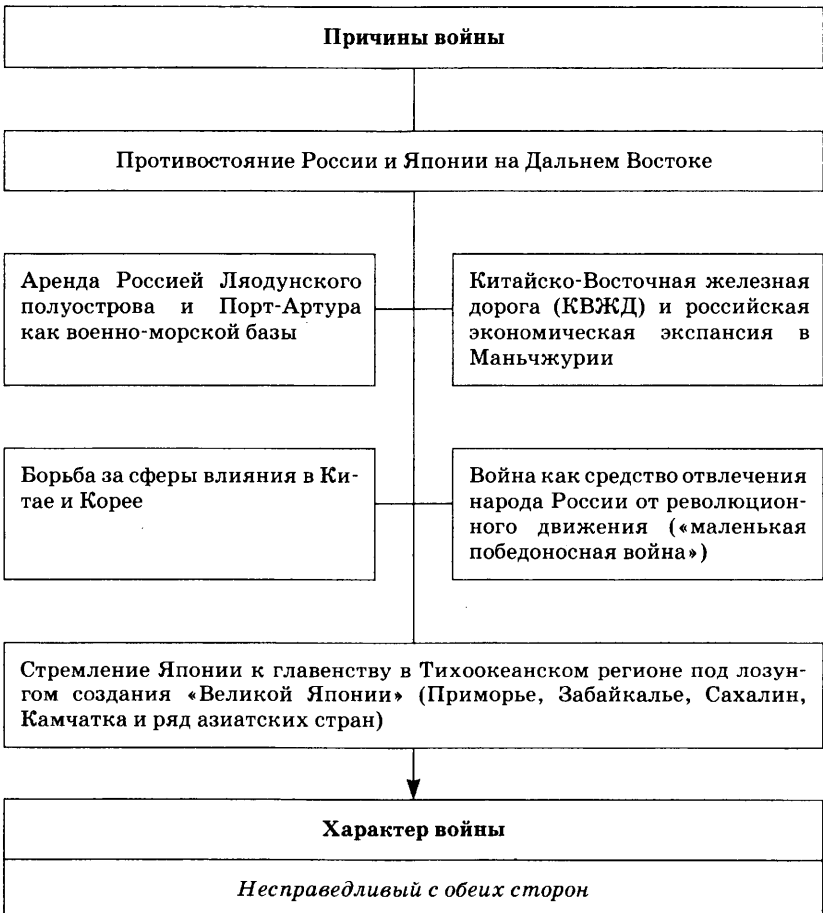 Причины войны
Противостояние России и Японии на Дальнем Востоке
Аренда Россией Ляодунского
полуострова и Порт-Артура
как военно-морской базы
Китайско-Восточная железная
дорога (КВЖД) и российская
экономическая экспансия в
Маньчжурии
Борьба за сферы влияния в Ки-
тае и Корее
Война как средство отвлечения
народа России от революцион-
ного движения («маленькая
победоносная война»)
Стремление Японии к главенству в Тихоокеанском регионе под лозун-
гом создания «Великой Японии» (Приморье, Забайкалье, Сахалин,
Камчатка и ряд азиатских стран)
Характер войны
Несправедливый с обеих сторон